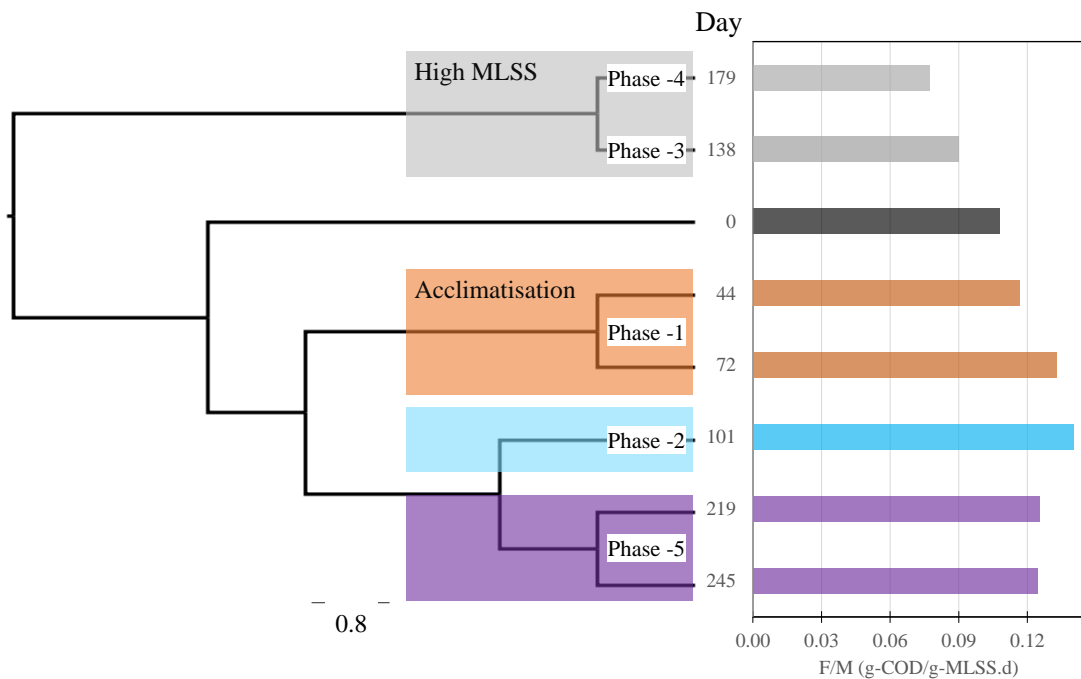 Day
High MLSS
Phase -4 179
Phase -3 138
0
Acclimatisation
44
Phase -1
72
Phase -2 101
219
Phase -5
245
0.8
0.00 0.03 0.06 0.09 0.12
F/M (g-COD/g-MLSS.d)